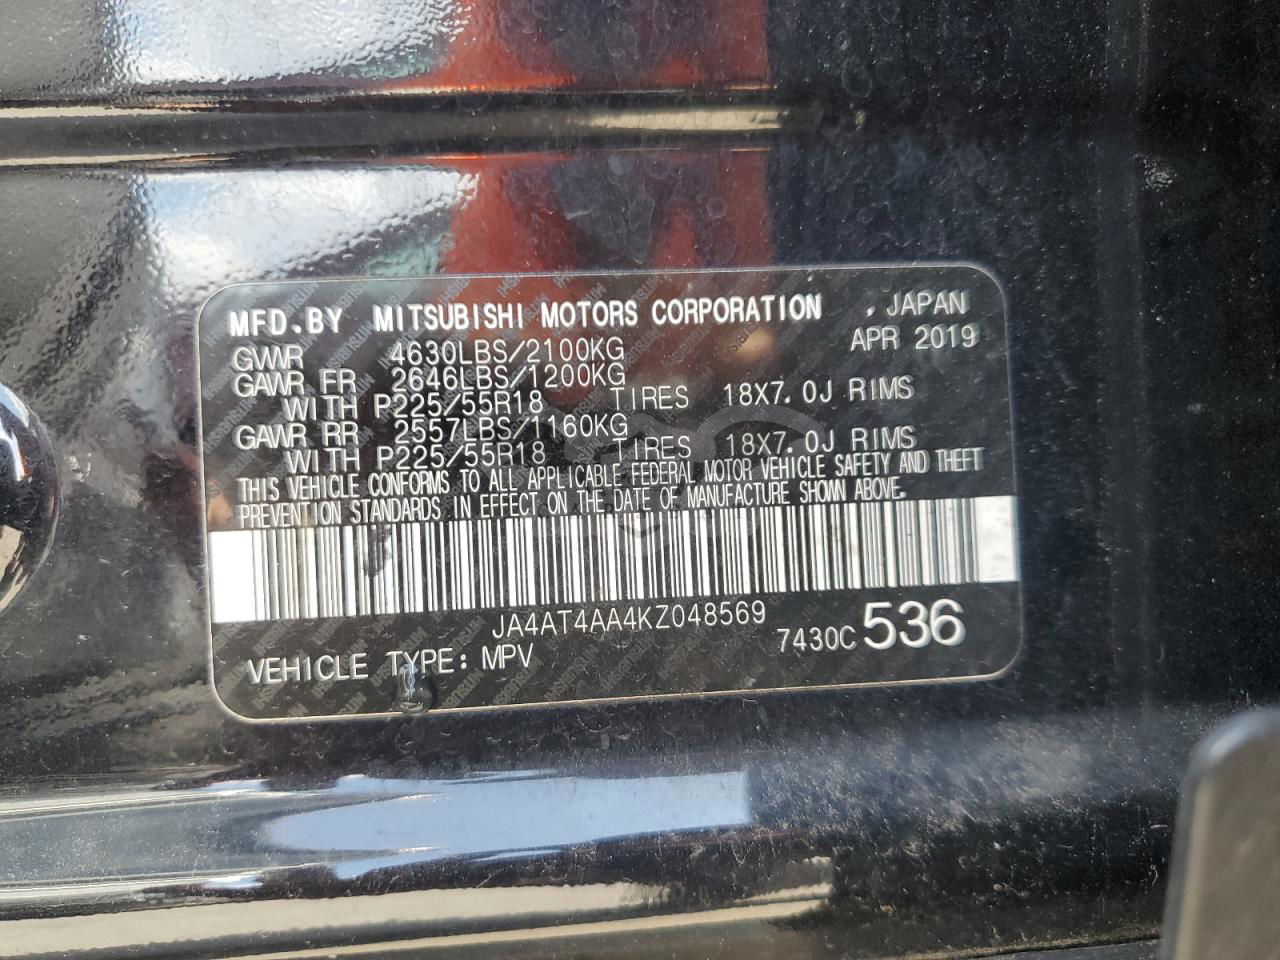 MFD.BY MITSUBISHI MOTORS CORPORATION , JAPAN
APR 2019
GVWR 4630LBS/2100KG
GAWR FR 2646LBS/1200KG
WITH P225/55R18 TIRES 18X7.0J RIMS
GAWR RR 2557LBS/1160KG
WITH P225/55R18 TIRES 18X7.0J RIMS
THIS VEHICLE CONFORMS TO ALL APPLICABLE FEDERAL MOTOR VEHICLE SAFETY AND THEFT
PREVENTION STANDARDS IN EFFECT ON THE DATE OF MANUFACTURE SHOWN ABOVE.
JA4AT4AA4KZ048569
7430C 536
VEHICLE TYPE: MPV